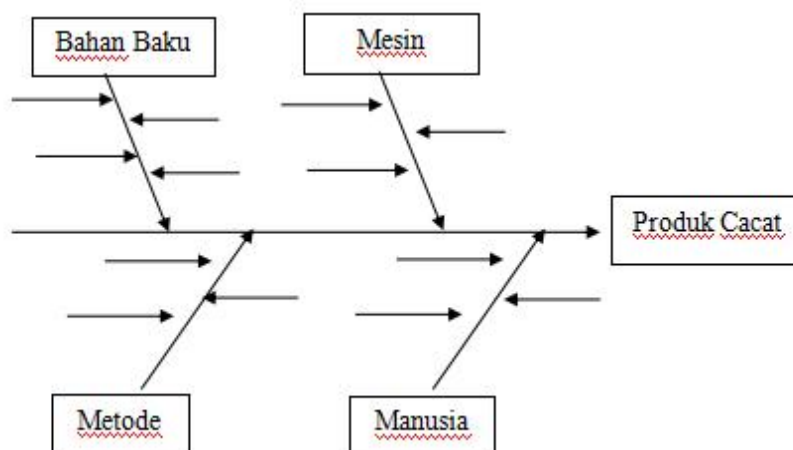 Bahan Baku
Mesin
Produk Cacat
Metode
Manusia